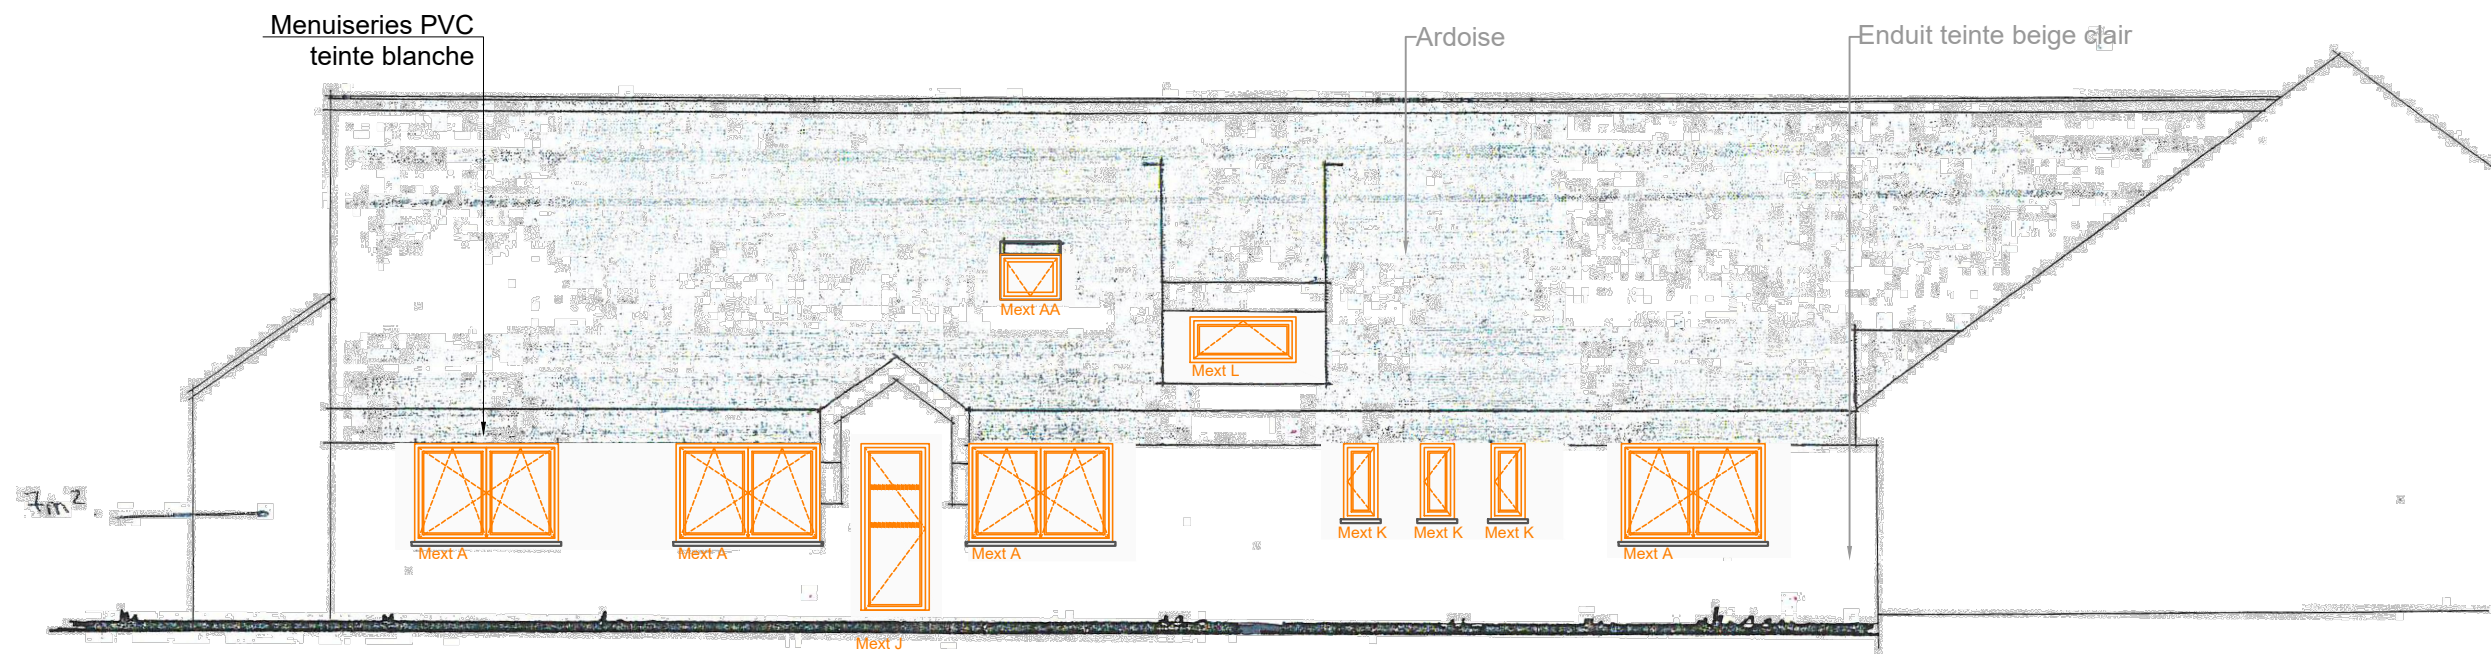 Menuiseries PVC
teinte blanche
Ardoise
Enduit teinte beige clair
Mext AA
Mext L
7m²
Mext A
Mext A
Mext A
Mext K
Mext K
Mext K
Mext A
Mext J